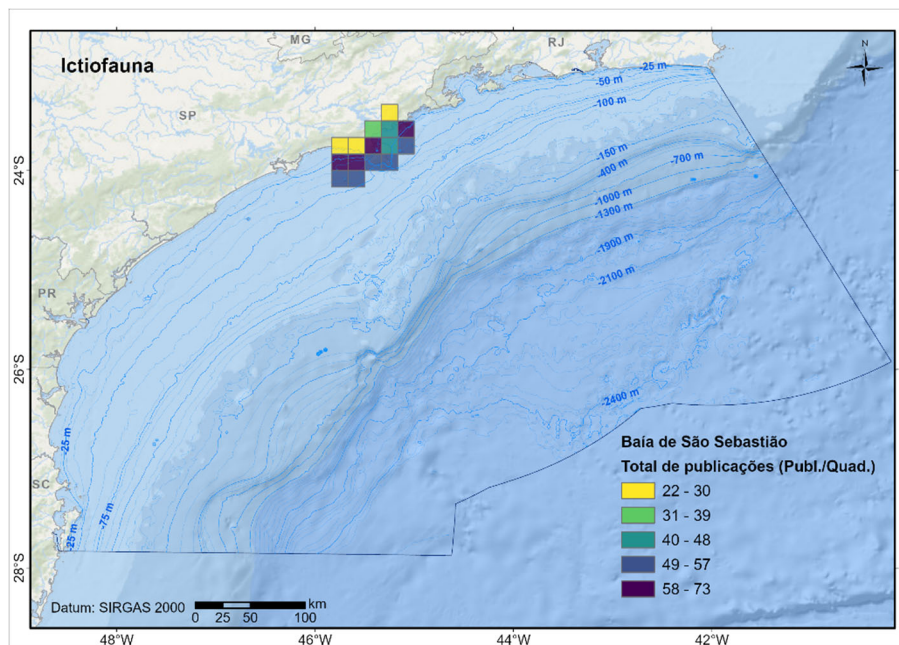 MG
RJ
Ictiofauna
N
-25 m
-50 m
-100 m
SP
-150 m
-700 m
24°S
-400 m
-1000 m
-1300 m
-1900 m
-2100 m
PR
26°S
-2400 m
-25 m
Baía de São Sebastião
Total de publicações (Publ./Quad.)
SC
22 - 30
-75 m
31 - 39
-25 m
40 - 48
28°S
49 - 57
58 - 73
Datum: SIRGAS 2000
km
0 25 50 100
48°W 46°W 44°W 42°W